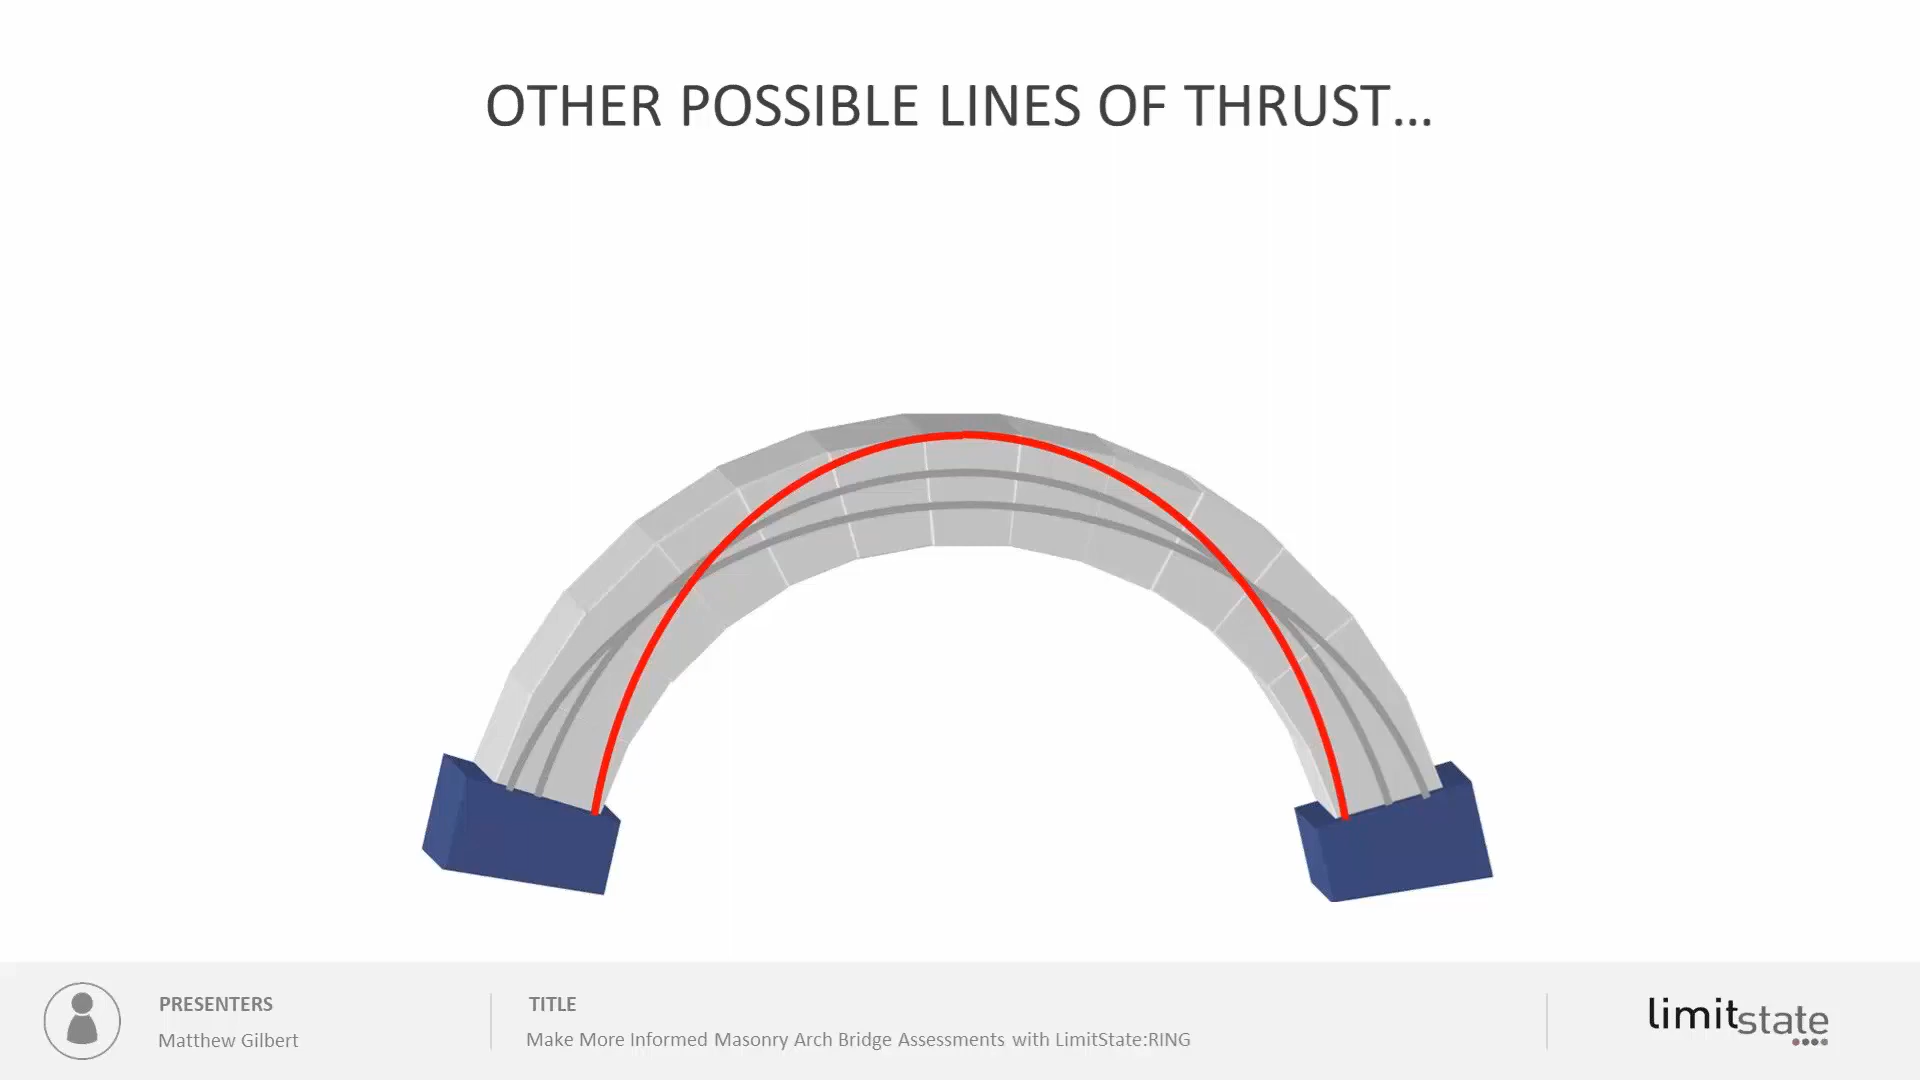 OTHER POSSIBLE LINES OF THRUST...
PRESENTERS
Matthew Gilbert
TITLE
Make More Informed Masonry Arch Bridge Assessments with LimitState:RING
limitstate